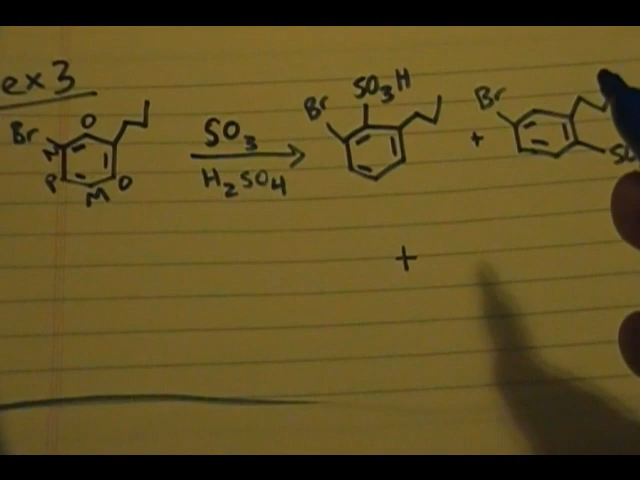 ex 3
Br O N P M O
SO3
H2SO4
Br SO3H
+
Br
+